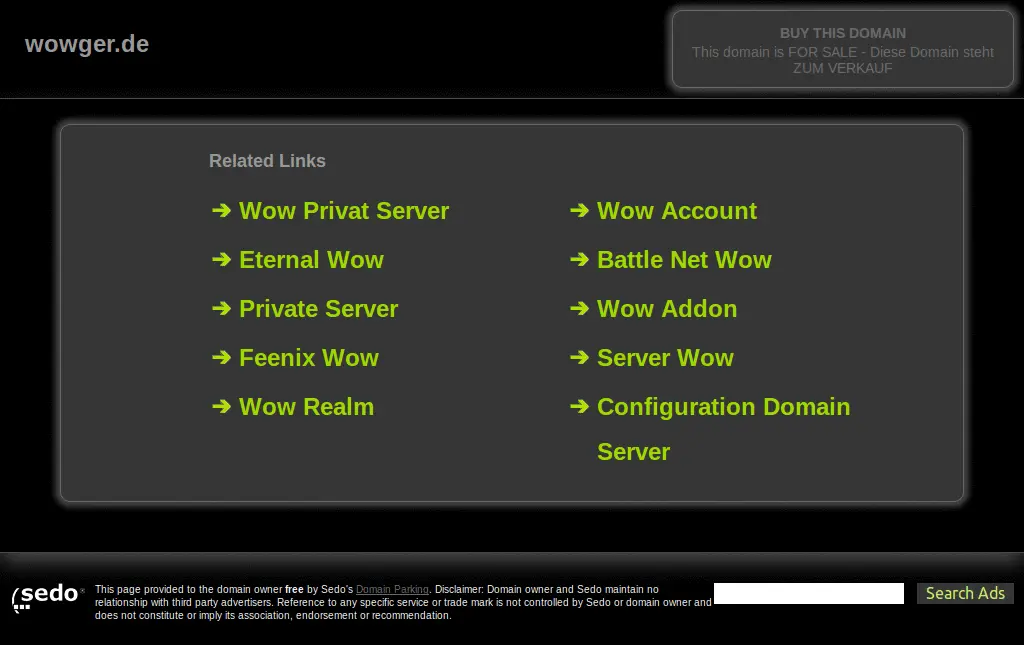 wowger.de
BUY THIS DOMAIN
This domain is FOR SALE - Diese Domain steht
ZUM VERKAUF
Related Links
➔ Wow Privat Server
➔ Eternal Wow
➔ Private Server
➔ Feenix Wow
➔ Wow Realm
➔ Wow Account
➔ Battle Net Wow
➔ Wow Addon
➔ Server Wow
➔ Configuration Domain
Server
sedo
This page provided to the domain owner free by Sedo's Domain Parking. Disclaimer: Domain owner and Sedo maintain no
relationship with third party advertisers. Reference to any specific service or trade mark is not controlled by Sedo or domain owner and
does not constitute or imply its association, endorsement or recommendation.
Search Ads